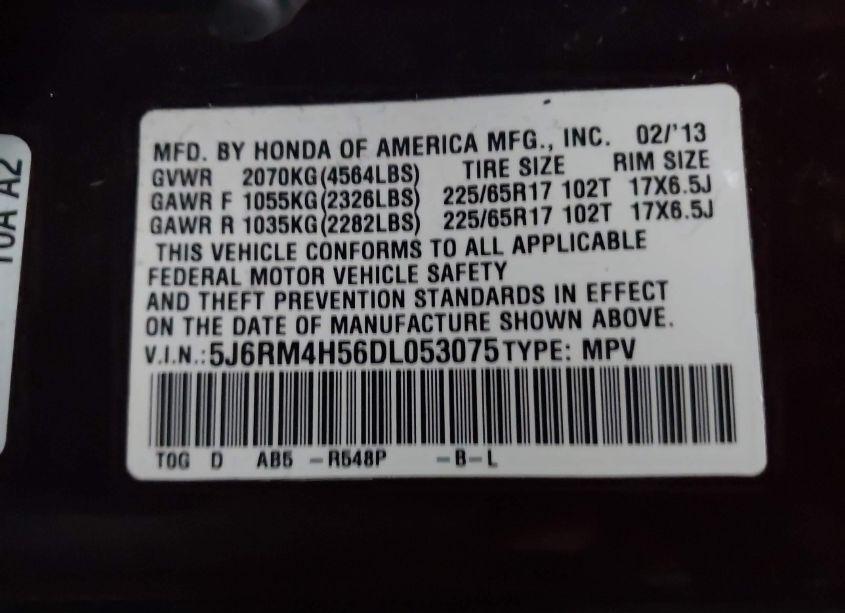 MFD. BY HONDA OF AMERICA MFG., INC. 02/'13
GVWR 2070KG(4564LBS) TIRE SIZE RIM SIZE
GAWR F 1055KG(2326LBS) 225/65R17 102T 17X6.5J
GAWR R 1035KG(2282LBS) 225/65R17 102T 17X6.5J
THIS VEHICLE CONFORMS TO ALL APPLICABLE
FEDERAL MOTOR VEHICLE SAFETY
AND THEFT PREVENTION STANDARDS IN EFFECT
ON THE DATE OF MANUFACTURE SHOWN ABOVE.
V.I.N.: 5J6RM4H56DL053075 TYPE: MPV
T0G D AB5 -R548P -B-L
A2